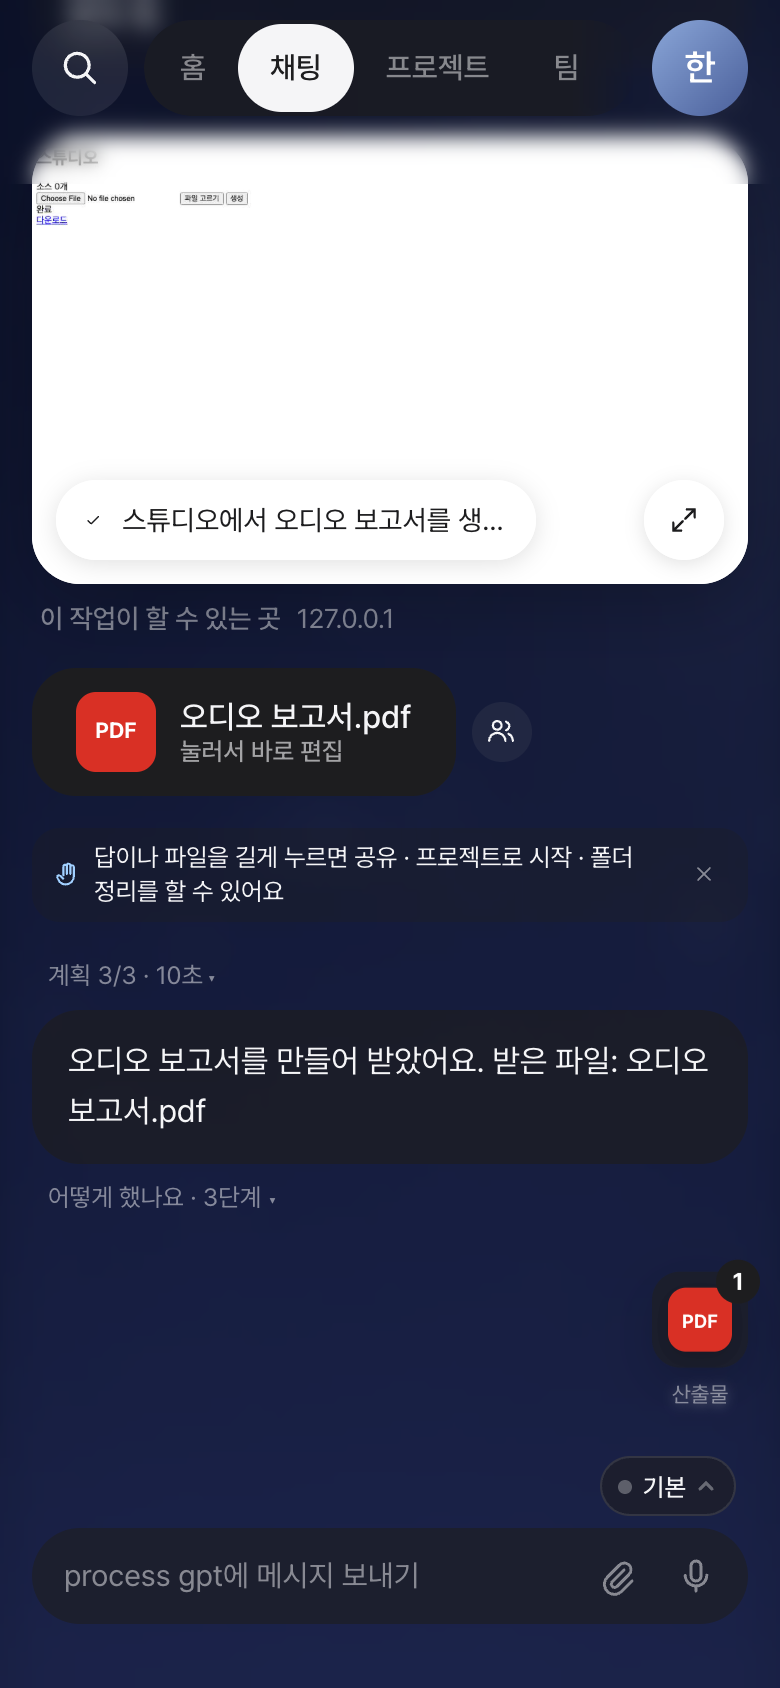 홈
채팅
프로젝트
팀
한
스튜디오
소스 0개
Choose File No file chosen
파일 고르기
생성
완료
다운로드
스튜디오에서 오디오 보고서를 생...
이 작업이 할 수 있는 곳 127.0.0.1
PDF
오디오 보고서.pdf
눌러서 바로 편집
답이나 파일을 길게 누르면 공유 · 프로젝트로 시작 · 폴더
정리를 할 수 있어요
계획 3/3 · 10초
오디오 보고서를 만들어 받았어요. 받은 파일: 오디오
보고서.pdf
어떻게 했나요 · 3단계
1
PDF
산출물
기본
process gpt에 메시지 보내기